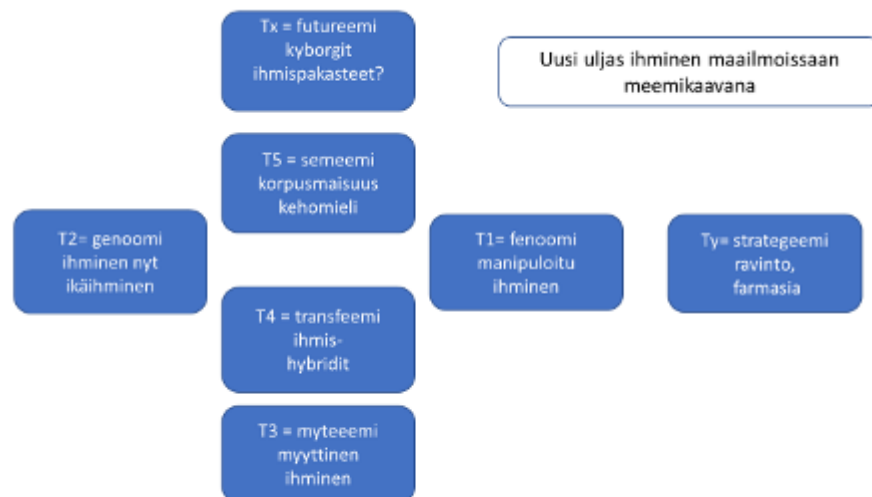 Tx = futureemi
kyborgit
ihmispakasteet?
Uusi uljas ihminen maailmoissaan
meemikaavana
T5 = semeemi
korpusmaisuus
kehomieli
T2= genoomi
ihminen nyt
ikäihminen
T1= fenoomi
manipuloitu
ihminen
Ty= strategeemi
ravinto,
farmasia
T4 = transfeemi
ihmis-
hybridit
T3 = myteeemi
myyttinen
ihminen